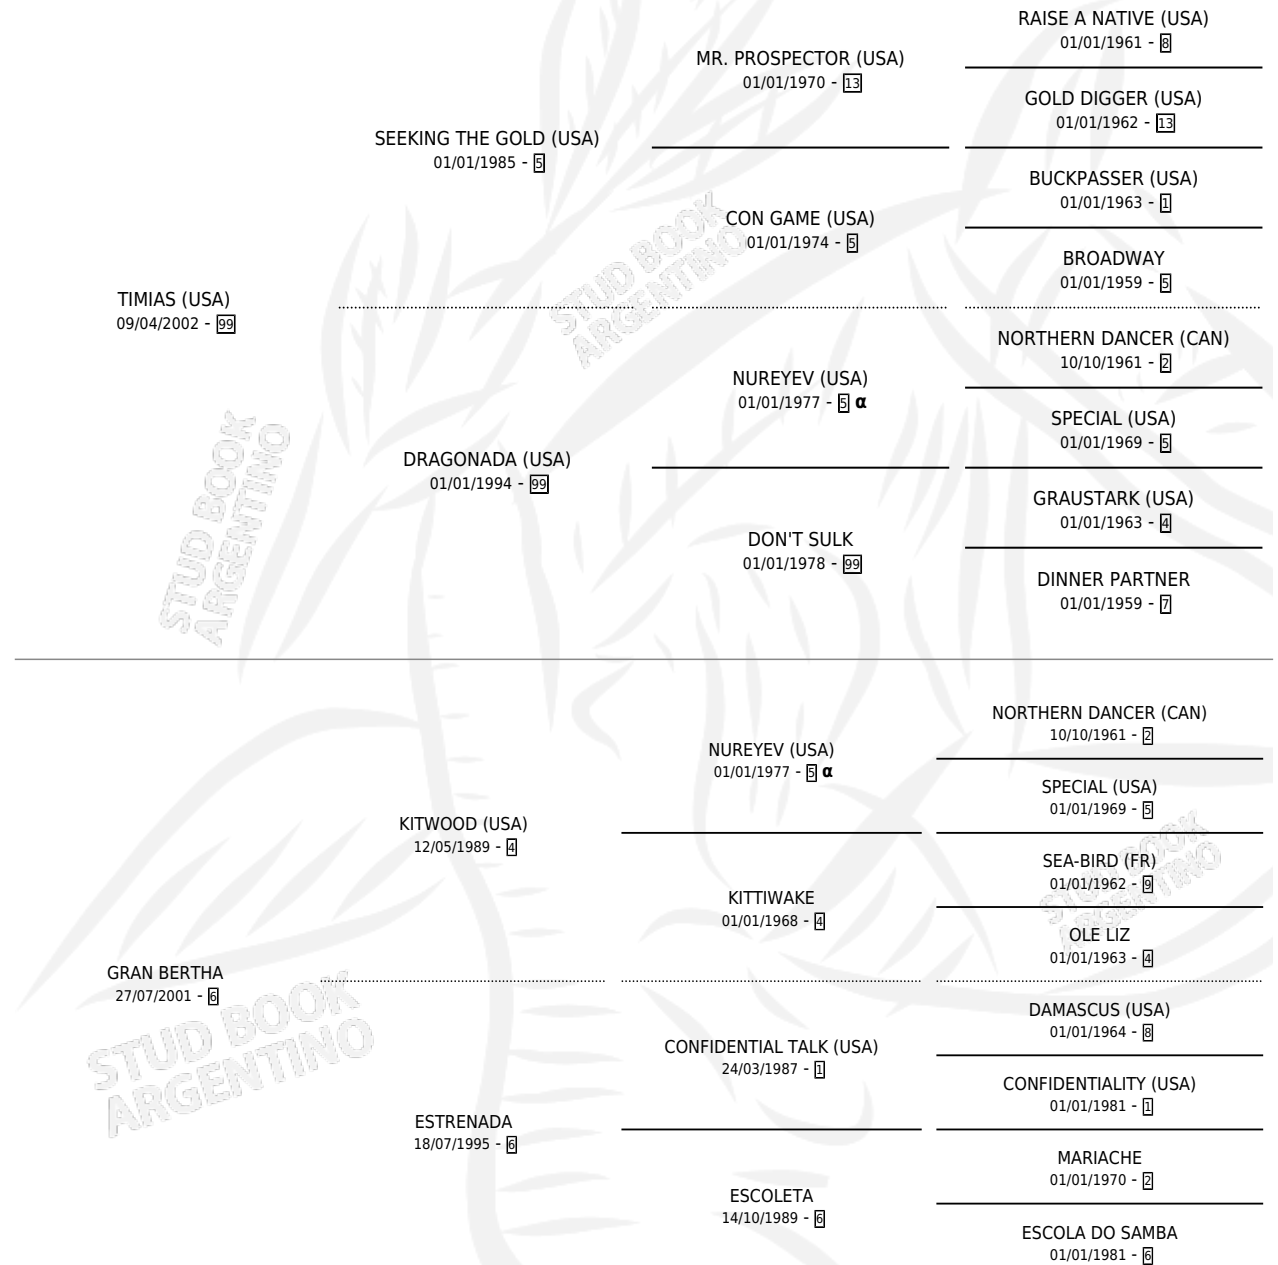 RAISE A NATIVE (USA)
01/01/1961 - 8
MR. PROSPECTOR (USA)
01/01/1970 - 13
GOLD DIGGER (USA)
01/01/1962 - 13
SEEKING THE GOLD (USA)
01/01/1985 - 5
BUCKPASSER (USA)
01/01/1963 - 1
CON GAME (USA)
01/01/1974 - 5
BROADWAY
01/01/1959 - 5
TIMIAS (USA)
09/04/2002 - 99
NORTHERN DANCER (CAN)
10/10/1961 - 2
NUREYEV (USA)
01/01/1977 - 5 α
SPECIAL (USA)
01/01/1969 - 5
DRAGONADA (USA)
01/01/1994 - 99
GRAUSTARK (USA)
01/01/1963 - 4
DON'T SULK
01/01/1978 - 99
DINNER PARTNER
01/01/1959 - 7
NORTHERN DANCER (CAN)
10/10/1961 - 2
NUREYEV (USA)
01/01/1977 - 5 α
SPECIAL (USA)
01/01/1969 - 5
KITWOOD (USA)
12/05/1989 - 4
SEA-BIRD (FR)
01/01/1962 - 9
KITTIWAKE
01/01/1968 - 4
OLE LIZ
01/01/1963 - 4
GRAN BERTHA
27/07/2001 - 6
DAMASCUS (USA)
01/01/1964 - 8
CONFIDENTIAL TALK (USA)
24/03/1987 - 1
CONFIDENTIALITY (USA)
01/01/1981 - 1
ESTRENADA
18/07/1995 - 6
MARIACHE
01/01/1970 - 2
ESCOLETA
14/10/1989 - 6
ESCOLA DO SAMBA
01/01/1981 - 6
STUD BOOK
ARGENTINO
STUD BOOK
ARGENTINO
STUD BOOK
ARGENTINO
STUD BOOK
ARGENTINO